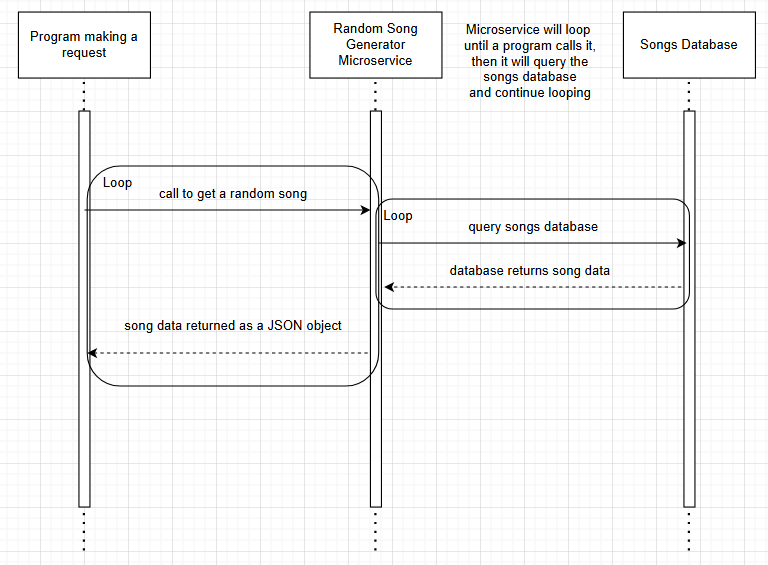 Program making a
request
Random Song
Generator
Microservice
Microservice will loop
until a program calls it,
then it will query the
songs database
and continue looping
Songs Database
Loop
call to get a random song
Loop
query songs database
database returns song data
song data returned as a JSON object